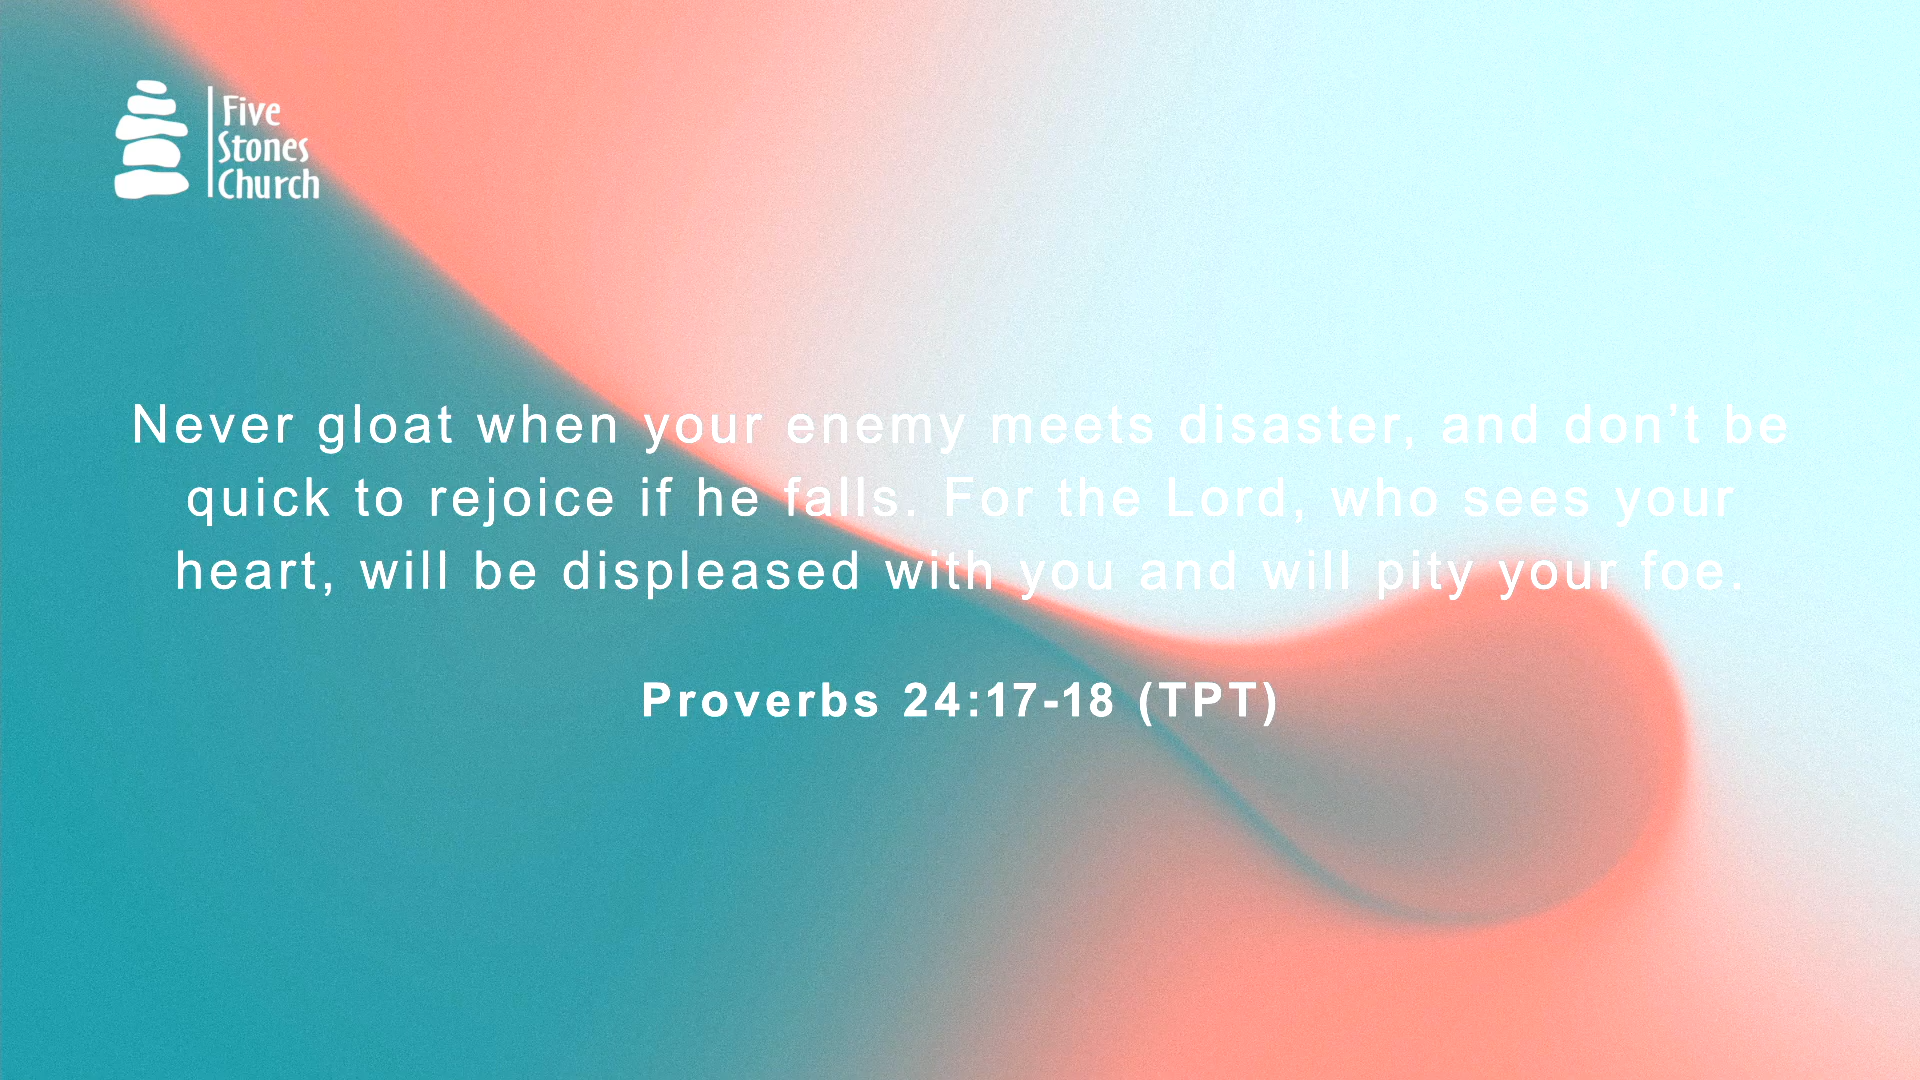 Five
Stones
Church
Never gloat when your enemy meets disaster, and don’t be
quick to rejoice if he falls. For the Lord, who sees your
heart, will be displeased with you and will pity your foe.
Proverbs 24:17-18 (TPT)